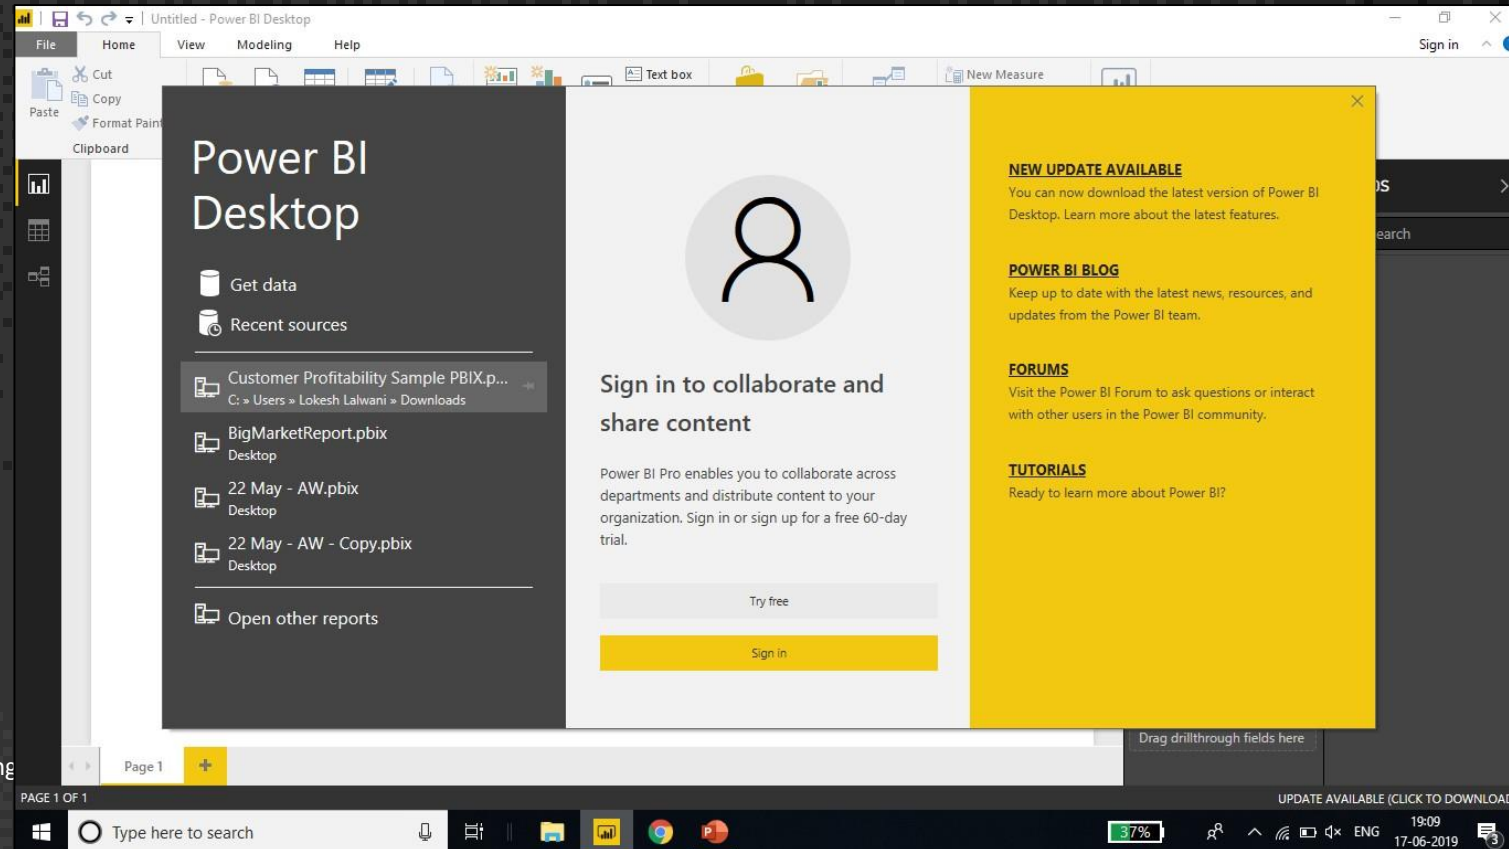 Untitled - Power BI Desktop
File Home View Modeling Help Sign in
Paste
Cut
Copy
Format Paint
Clipboard
Text box
New Measure
Power BI
Desktop
Get data
Recent sources
Customer Profitability Sample PBIX.p...
C: » Users » Lokesh Lalwani » Downloads
BigMarketReport.pbix
Desktop
22 May - AW.pbix
Desktop
22 May - AW - Copy.pbix
Desktop
Open other reports
Sign in to collaborate and
share content
Power BI Pro enables you to collaborate across
departments and distribute content to your
organization. Sign in or sign up for a free 60-day
trial.
Try free
Sign in
NEW UPDATE AVAILABLE
You can now download the latest version of Power BI
Desktop. Learn more about the latest features.
POWER BI BLOG
Keep up to date with the latest news, resources, and
updates from the Power BI team.
FORUMS
Visit the Power BI Forum to ask questions or interact
with other users in the Power BI community.
TUTORIALS
Ready to learn more about Power BI?
earch
Drag drillthrough fields here
Page 1
PAGE 1 OF 1
UPDATE AVAILABLE (CLICK TO DOWNLOAD
Type here to search
37%
ENG
19:09
17-06-2019
3